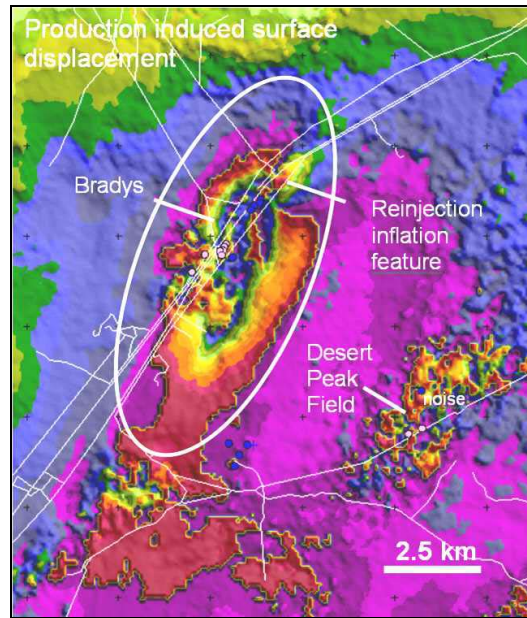 Production induced surface
displacement
Bradys
Reinjection
inflation
feature
Desert
Peak
Field
noise
2.5 km